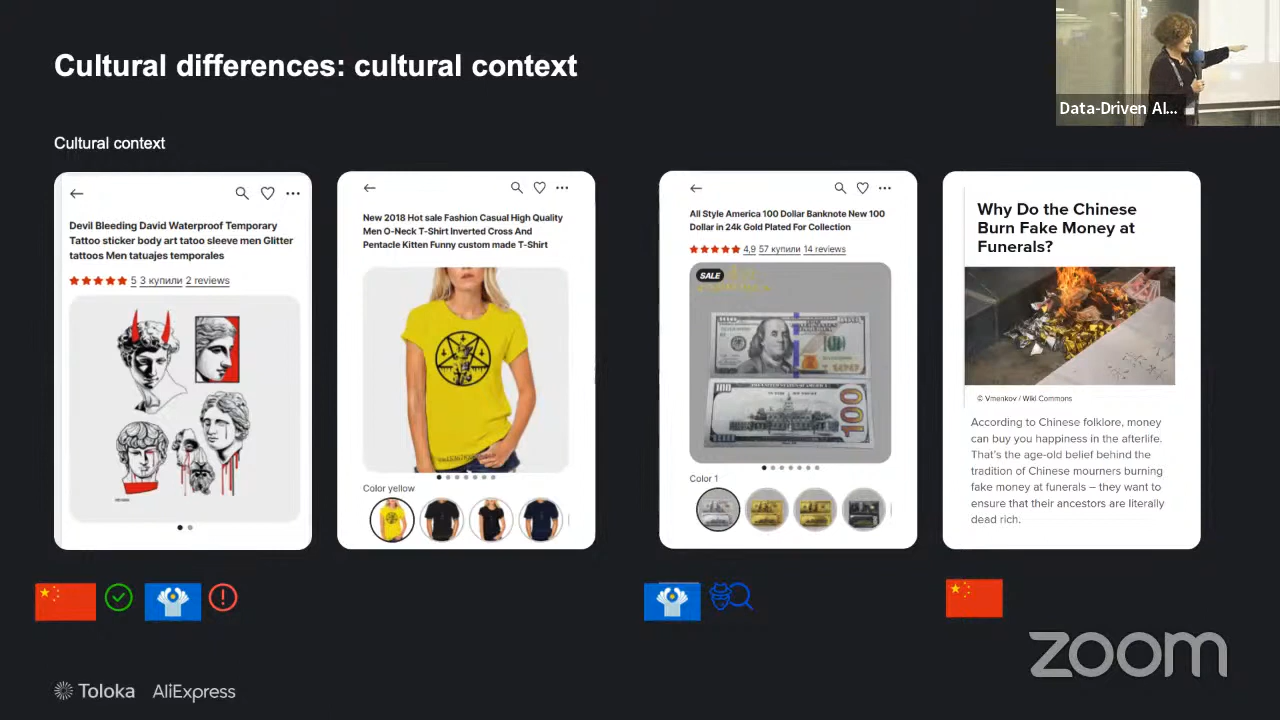 Cultural differences: cultural context
Data-Driven AI...
Cultural context
Devil Bleeding David Waterproof Temporary
Tattoo sticker body art tatoo sleeve men Glitter
tattoos Men tatuajes temporales
5 3 купили 2 reviews
New 2018 Hot sale Fashion Casual High Quality
Men O-Neck T-Shirt Inverted Cross And
Pentacle Kitten Funny custom made T-Shirt
Color yellow
All Style America 100 Dollar Banknote New 100
Dollar in 24k Gold Plated For Collection
4,9 57 купили 14 reviews
SALE
100
100
Color 1
Why Do the Chinese
Burn Fake Money at
Funerals?
© Vmenkov / Wiki Commons
According to Chinese folklore, money
can buy you happiness in the afterlife.
That's the age-old belief behind the
tradition of Chinese mourners burning
fake money at funerals – they want to
ensure that their ancestors are literally
dead rich.
zoom
Toloka AliExpress